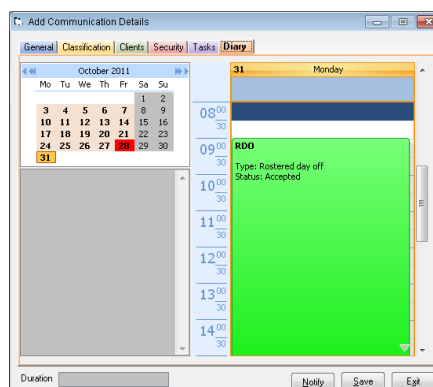 Add Communication Details
General Classification Clients Security Tasks Diary
October 2011
Mo Tu We Th Fr Sa Su
1 2
3 4 5 6 7 8 9
10 11 12 13 14 15 16
17 18 19 20 21 22 23
24 25 26 27 28 29 30
31
31 Monday
08 00
30
09 00
30
10 00
30
11 00
30
12 00
30
13 00
30
14 00
30
RDO
Type: Rostered day off
Status: Accepted
Duration
Notify Save Exit